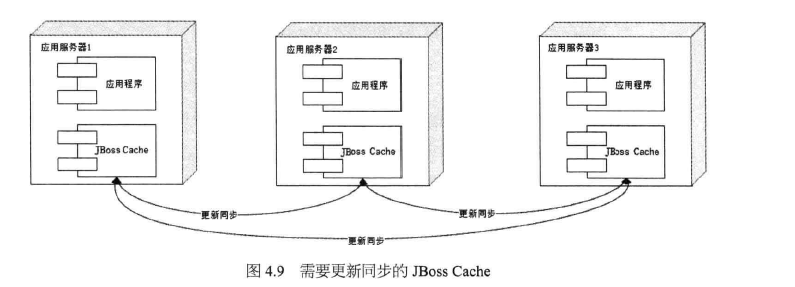 应用服务器1
应用程序
JBoss Cache
应用服务器2
应用程序
JBoss Cache
应用服务器3
应用程序
JBoss Cache
更新同步
更新同步
更新同步
图 4.9 需要更新同步的 JBoss Cache